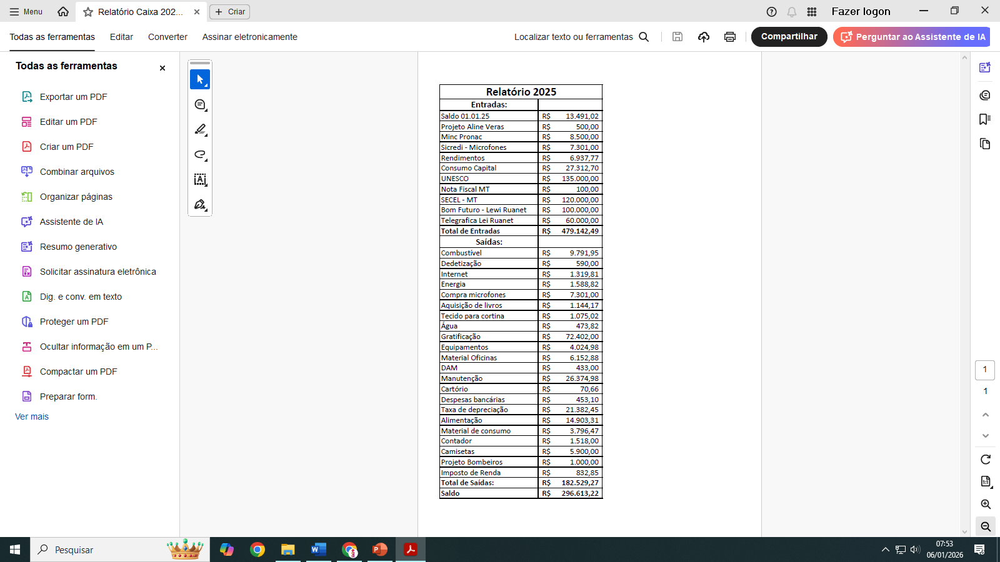 Menu
Relatório Caixa 202...
Criar
Fazer logon
Todas as ferramentas
Editar
Converter
Assinar eletronicamente
Localizar texto ou ferramentas
Compartilhar
Perguntar ao Assistente de IA
Todas as ferramentas
Exportar um PDF
Editar um PDF
Criar um PDF
Combinar arquivos
Organizar páginas
Assistente de IA
Resumo generativo
Solicitar assinatura eletrônica
Dig. e conv. em texto
Proteger um PDF
Ocultar informação em um P...
Compactar um PDF
Preparar form.
Ver mais
Relatório 2025
Entradas:
Saldo 01.01.25 R$ 13.491,02
Projeto Aline Veras R$ 500,00
Minc Pronac R$ 8.500,00
Sicredi - Microfones R$ 7.301,00
Rendimentos R$ 6.937,77
Consumo Capital R$ 27.312,70
UNESCO R$ 135.000,00
Nota Fiscal MT R$ 100,00
SECEL - MT R$ 120.000,00
Bom Futuro - Lewi Ruanet R$ 100.000,00
Telegrafica Lei Ruanet R$ 60.000,00
Total de Entradas R$ 479.142,49
Saídas:
Combustível R$ 9.791,95
Dedetização R$ 590,00
Internet R$ 1.319,81
Energia R$ 1.588,82
Compra microfones R$ 7.301,00
Aquisição de livros R$ 1.144,17
Tecido para cortina R$ 1.075,02
Água R$ 473,82
Gratificação R$ 72.402,00
Equipamentos R$ 4.024,98
Material Oficinas R$ 6.152,88
DAM R$ 433,00
Manutenção R$ 26.374,98
Cartório R$ 70,66
Despesas bancárias R$ 453,10
Taxa de depreciação R$ 21.382,45
Alimentação R$ 14.903,31
Material de consumo R$ 3.796,47
Contador R$ 1.518,00
Camisetas R$ 5.900,00
Projeto Bombeiros R$ 1.000,00
Imposto de Renda R$ 832,85
Total de Saídas: R$ 182.529,27
Saldo R$ 296.613,22
1
1
1:1
Pesquisar
07:53
06/01/2026